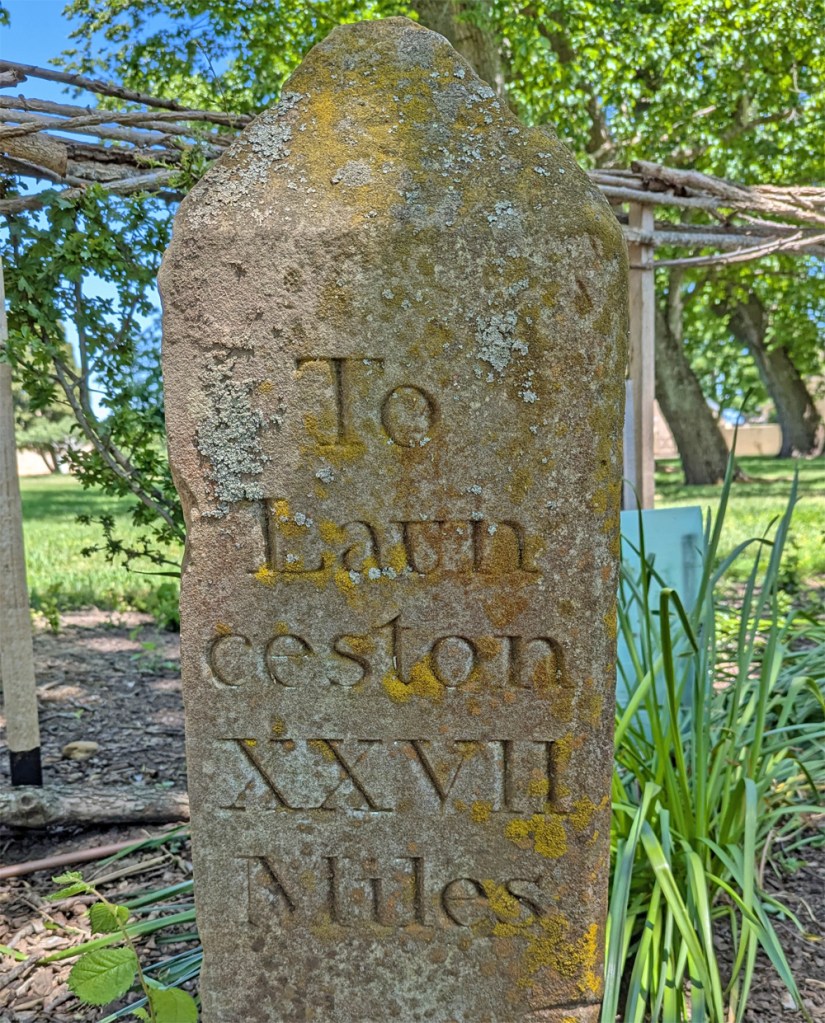 To
Laun
ceston
XXVII
Miles